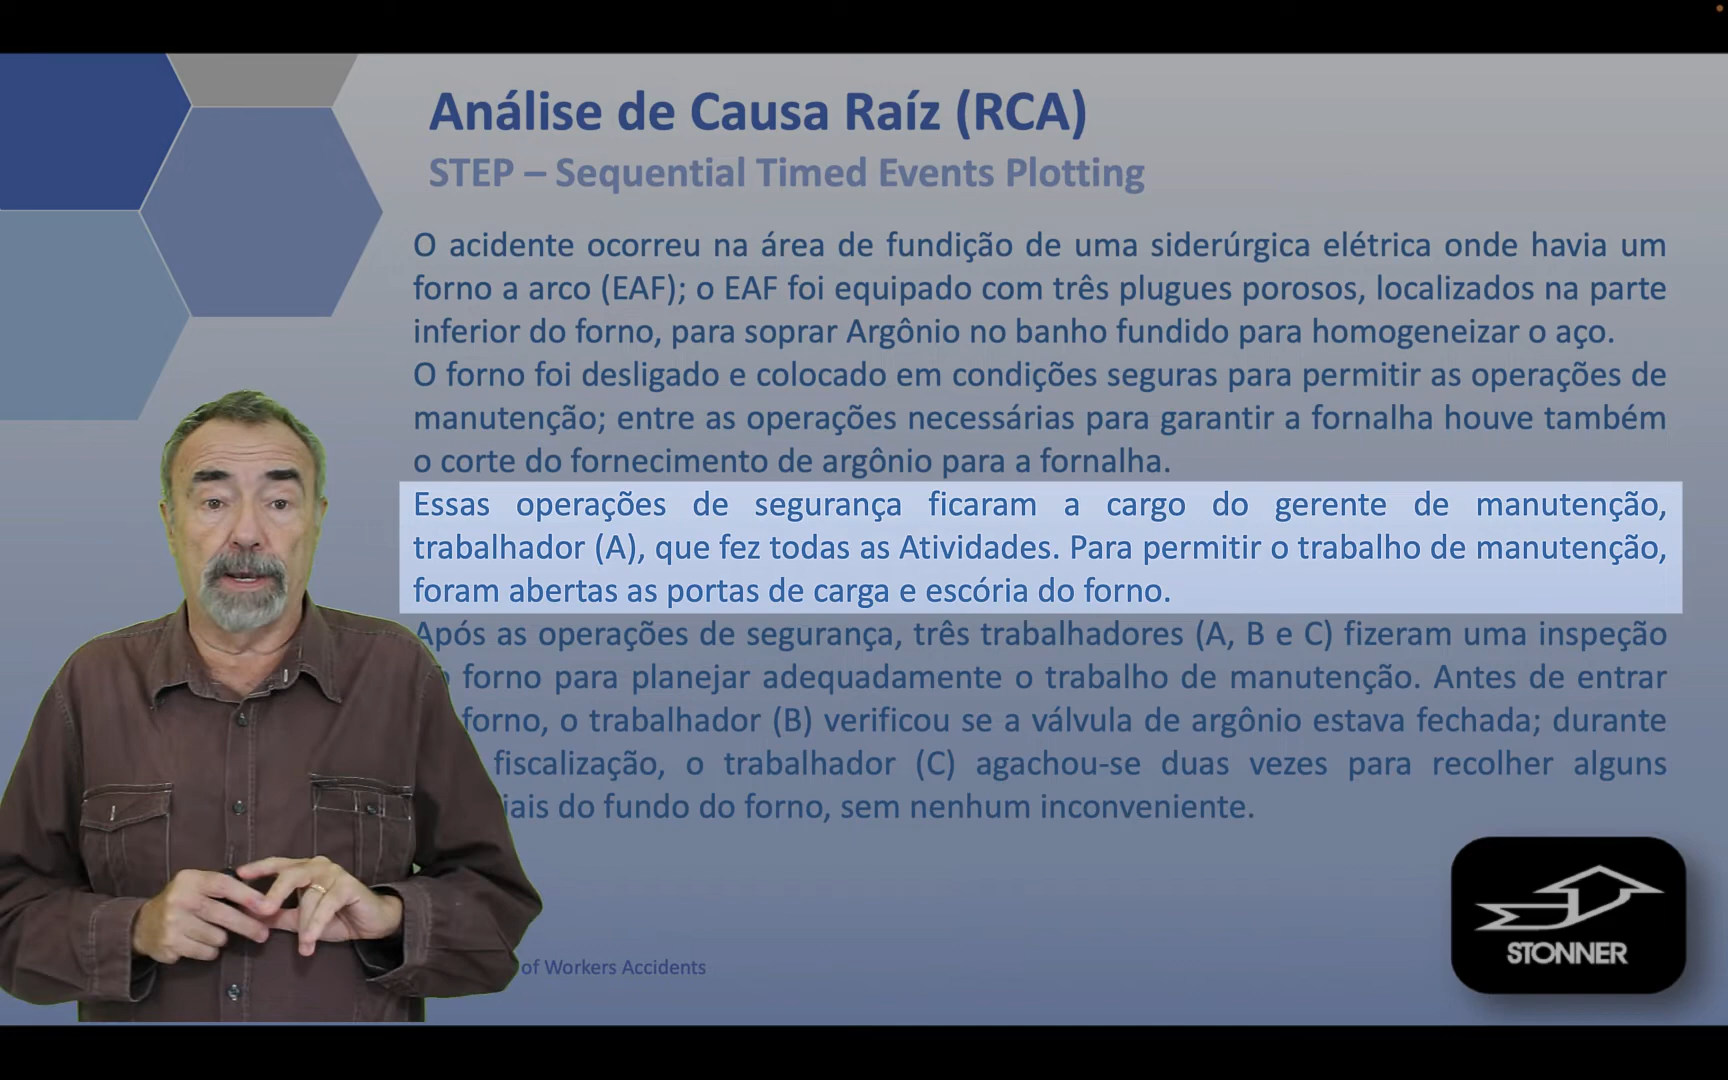 Análise de Causa Raíz (RCA)
STEP – Sequential Timed Events Plotting
O acidente ocorreu na área de fundição de uma siderúrgica elétrica onde havia um
forno a arco (EAF); o EAF foi equipado com três plugues porosos, localizados na parte
inferior do forno, para soprar Argônio no banho fundido para homogeneizar o aço.
O forno foi desligado e colocado em condições seguras para permitir as operações de
manutenção; entre as operações necessárias para garantir a fornalha houve também
o corte do fornecimento de argônio para a fornalha.
Essas operações de segurança ficaram a cargo do gerente de manutenção,
trabalhador (A), que fez todas as Atividades. Para permitir o trabalho de manutenção,
foram abertas as portas de carga e escória do forno.
Após as operações de segurança, três trabalhadores (A, B e C) fizeram uma inspeção
forno para planejar adequadamente o trabalho de manutenção. Antes de entrar
forno, o trabalhador (B) verificou se a válvula de argônio estava fechada; durante
fiscalização, o trabalhador (C) agachou-se duas vezes para recolher alguns
do fundo do forno, sem nenhum inconveniente.
of Workers Accidents
STONNER